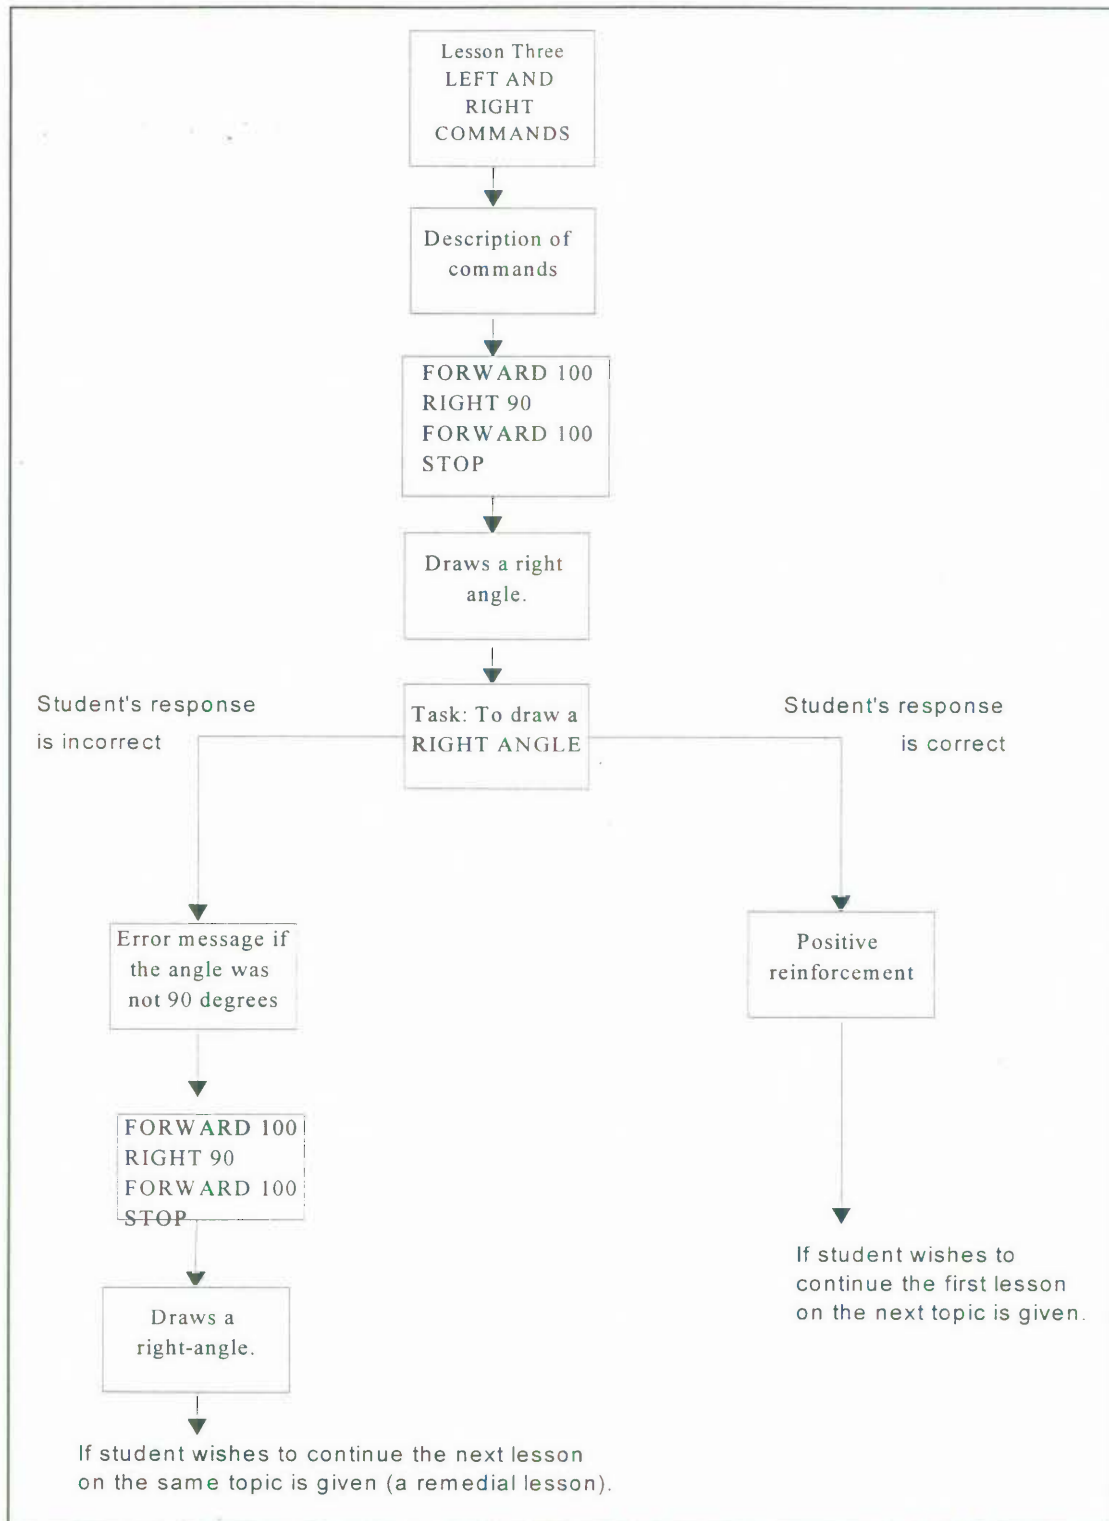 Lesson Three
LEFT AND
RIGHT
COMMANDS
Description of
commands
FORWARD 100
RIGHT 90
FORWARD 100
STOP
Draws a right
angle.
Task: To draw a
RIGHT ANGLE
Student's response
is incorrect
Student's response
is correct
Error message if
the angle was
not 90 degrees
FORWARD 100
RIGHT 90
FORWARD 100
STOP
Draws a
right-angle.
If student wishes to continue the next lesson
on the same topic is given (a remedial lesson).
Positive
reinforcement
If student wishes to
continue the first lesson
on the next topic is given.